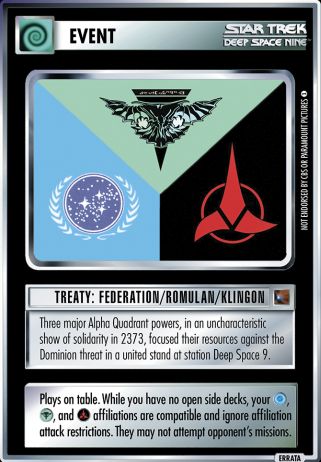 EVENT
STAR TREK
DEEP SPACE NINE™
NOT ENDORSED BY CBS OR PARAMOUNT PICTURES
TREATY: FEDERATION/ROMULAN/KLINGON
Three major Alpha Quadrant powers, in an uncharacteristic
show of solidarity in 2373, focused their resources against the
Dominion threat in a united stand at station Deep Space 9.
Plays on table. While you have no open side decks, your ,
, and affiliations are compatible and ignore affiliation
attack restrictions. They may not attempt opponent's missions.
ERRATA